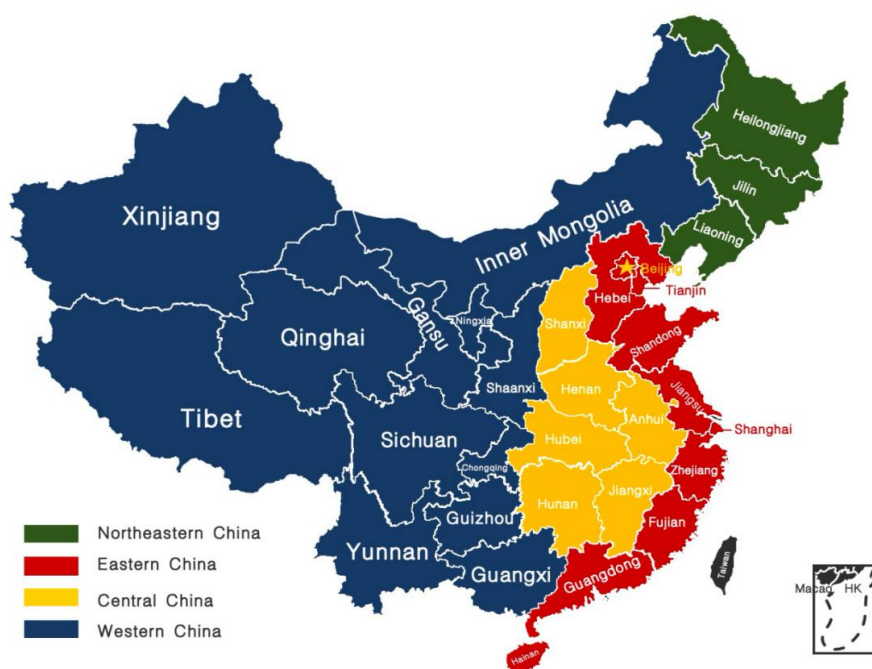 Heilongjiang
Jilin
Liaoning
Xinjiang
Inner Mongolia
Beijing
Tianjin
Hebei
Gansu
Ningxia
Shanxi
Qinghai
Shandong
Shaanxi
Henan
Jiangsu
Tibet
Anhui
Sichuan
Hubei
Shanghai
Chongqing
Zhejiang
Hunan
Jiangxi
Guizhou
Fujian
Yunnan
Guangxi
Guangdong
Taiwan
Hainan
Macao
HK
Northeastern China
Eastern China
Central China
Western China